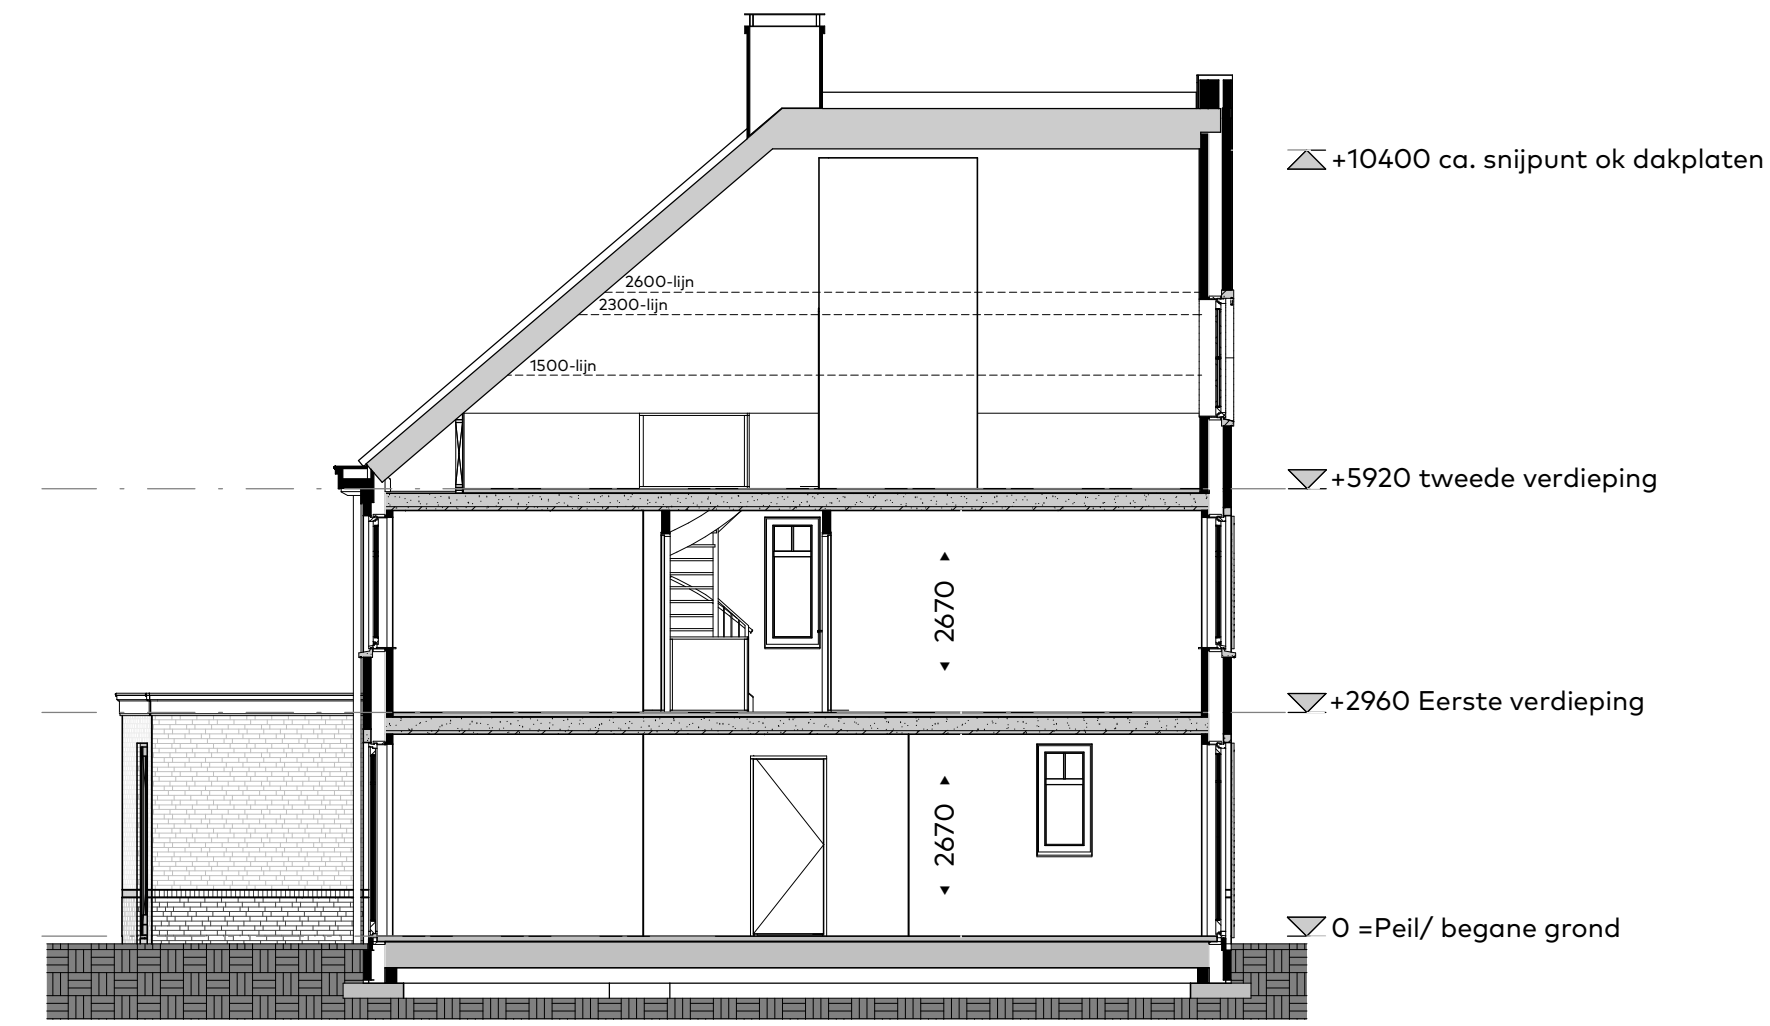 +10400 ca. snijpunt ok dakplaten
2600-lijn
2300-lijn
1500-lijn
+5920 tweede verdieping
2670
+2960 Eerste verdieping
2670
0 =Peil/ begane grond